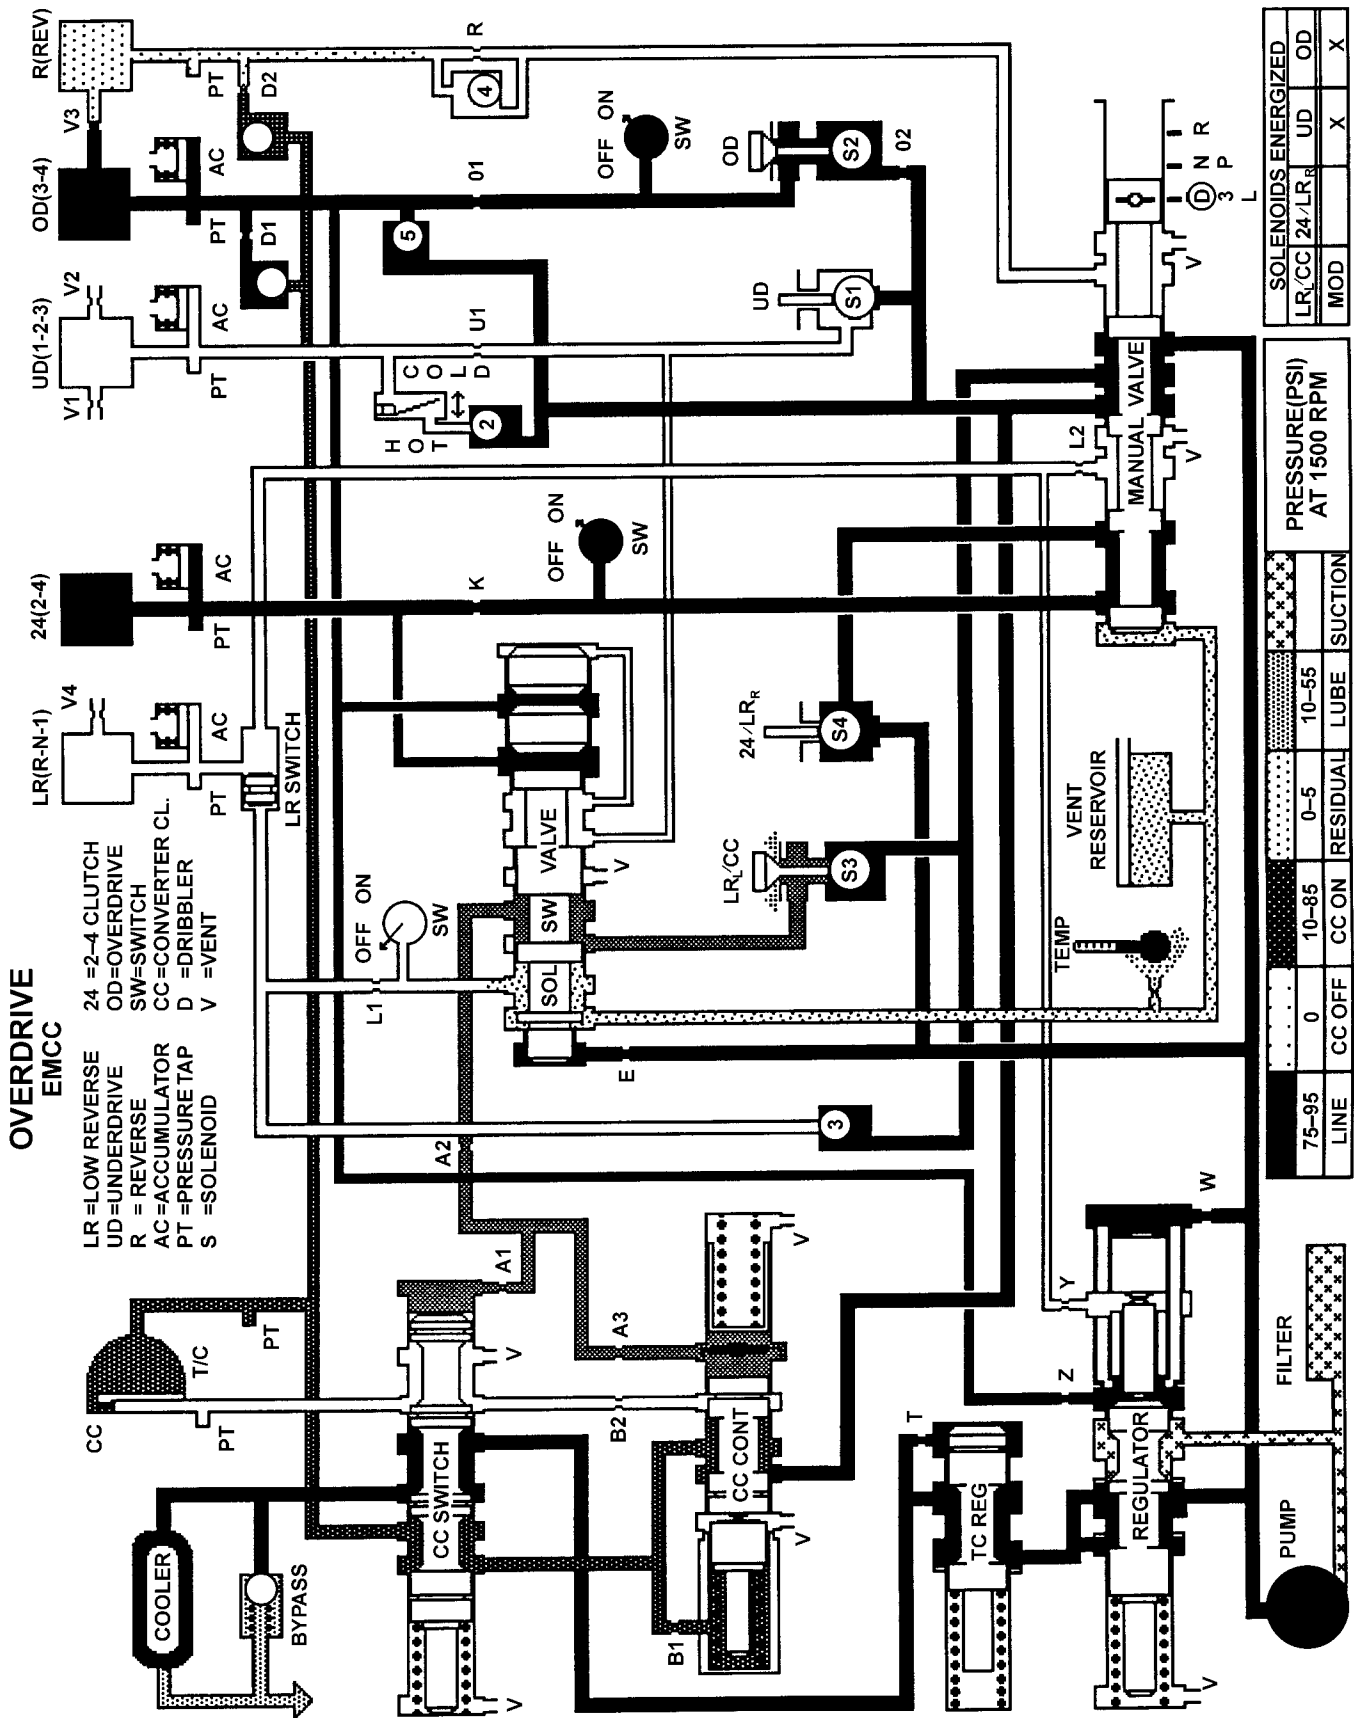 OVERDRIVE
EMCC
LR =LOW REVERSE
UD =UNDERDRIVE
R = REVERSE
AC =ACCUMULATOR
PT =PRESSURE TAP
S =SOLENOID
24 =2–4 CLUTCH
OD=OVERDRIVE
SW=SWITCH
CC =CONVERTER CL.
D =DRIBBLER
V =VENT
LR(R-N-1)
V4
24(2-4)
UD(1-2-3)
V1
V2
OD(3-4)
V3
R(REV)
PT
AC
PT
AC
PT
AC
PT
AC
PT
D1
D2
LR SWITCH
T/C
CC
PT
PT
COOLER
BYPASS
CC SWITCH
V
V
A1
A2
A3
B1
B2
CC CONT
V
V
L1
OFF ON
SW
SOL SW VALVE
V
E
K
OFF ON
SW
HOT
COLD
U1
2
5
01
R
4
OFF ON
SW
OD
S2
02
UD
S1
24/LRR
S4
LRL/CC
S3
3
T
TC REG
REGULATOR
V
Z
Y
W
PUMP
FILTER
TEMP
VENT
RESERVOIR
L2
MANUAL VALVE
V
V
D N R
3 P
L
75–95 0 10–85 0–5 10–55
LINE CC OFF CC ON RESIDUAL LUBE SUCTION
PRESSURE(PSI)
AT 1500 RPM
SOLENOIDS ENERGIZED
LRL/CC 24/LRR UD OD
MOD X X